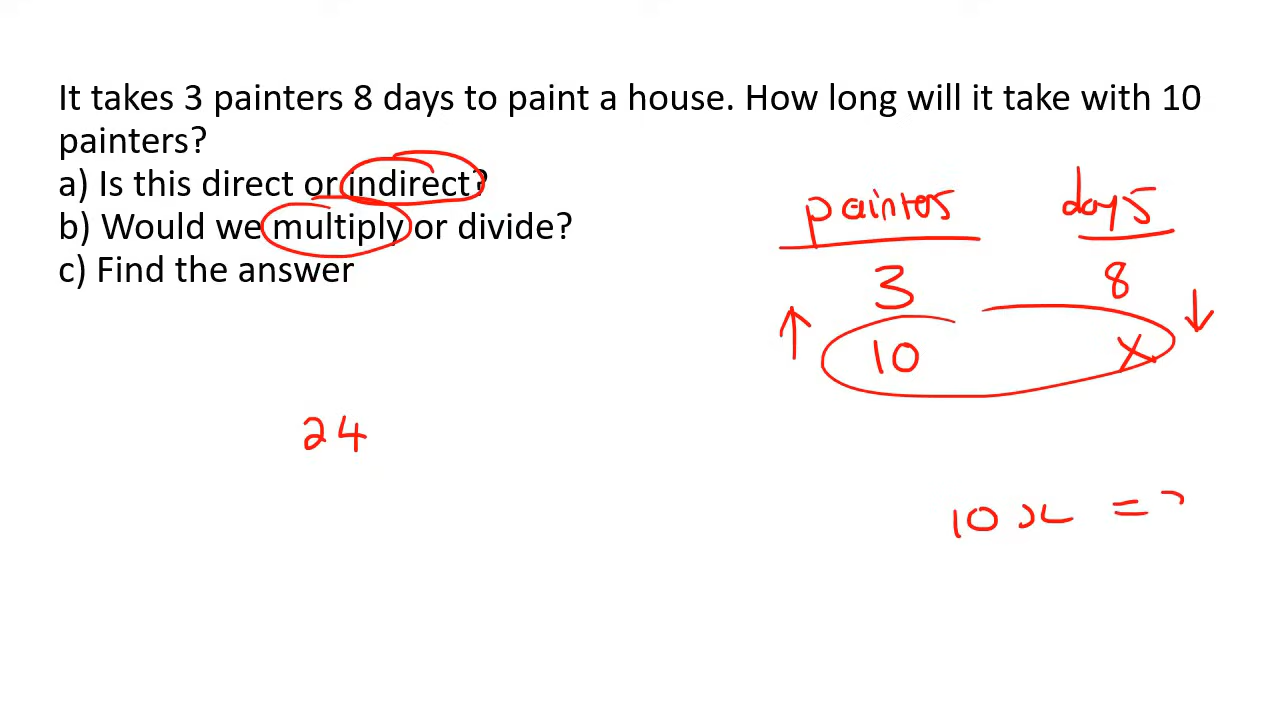 It takes 3 painters 8 days to paint a house. How long will it take with 10
painters?
a) Is this direct or indirect?
b) Would we multiply or divide?
c) Find the answer
painters days
3 8
10 x
24
10x =